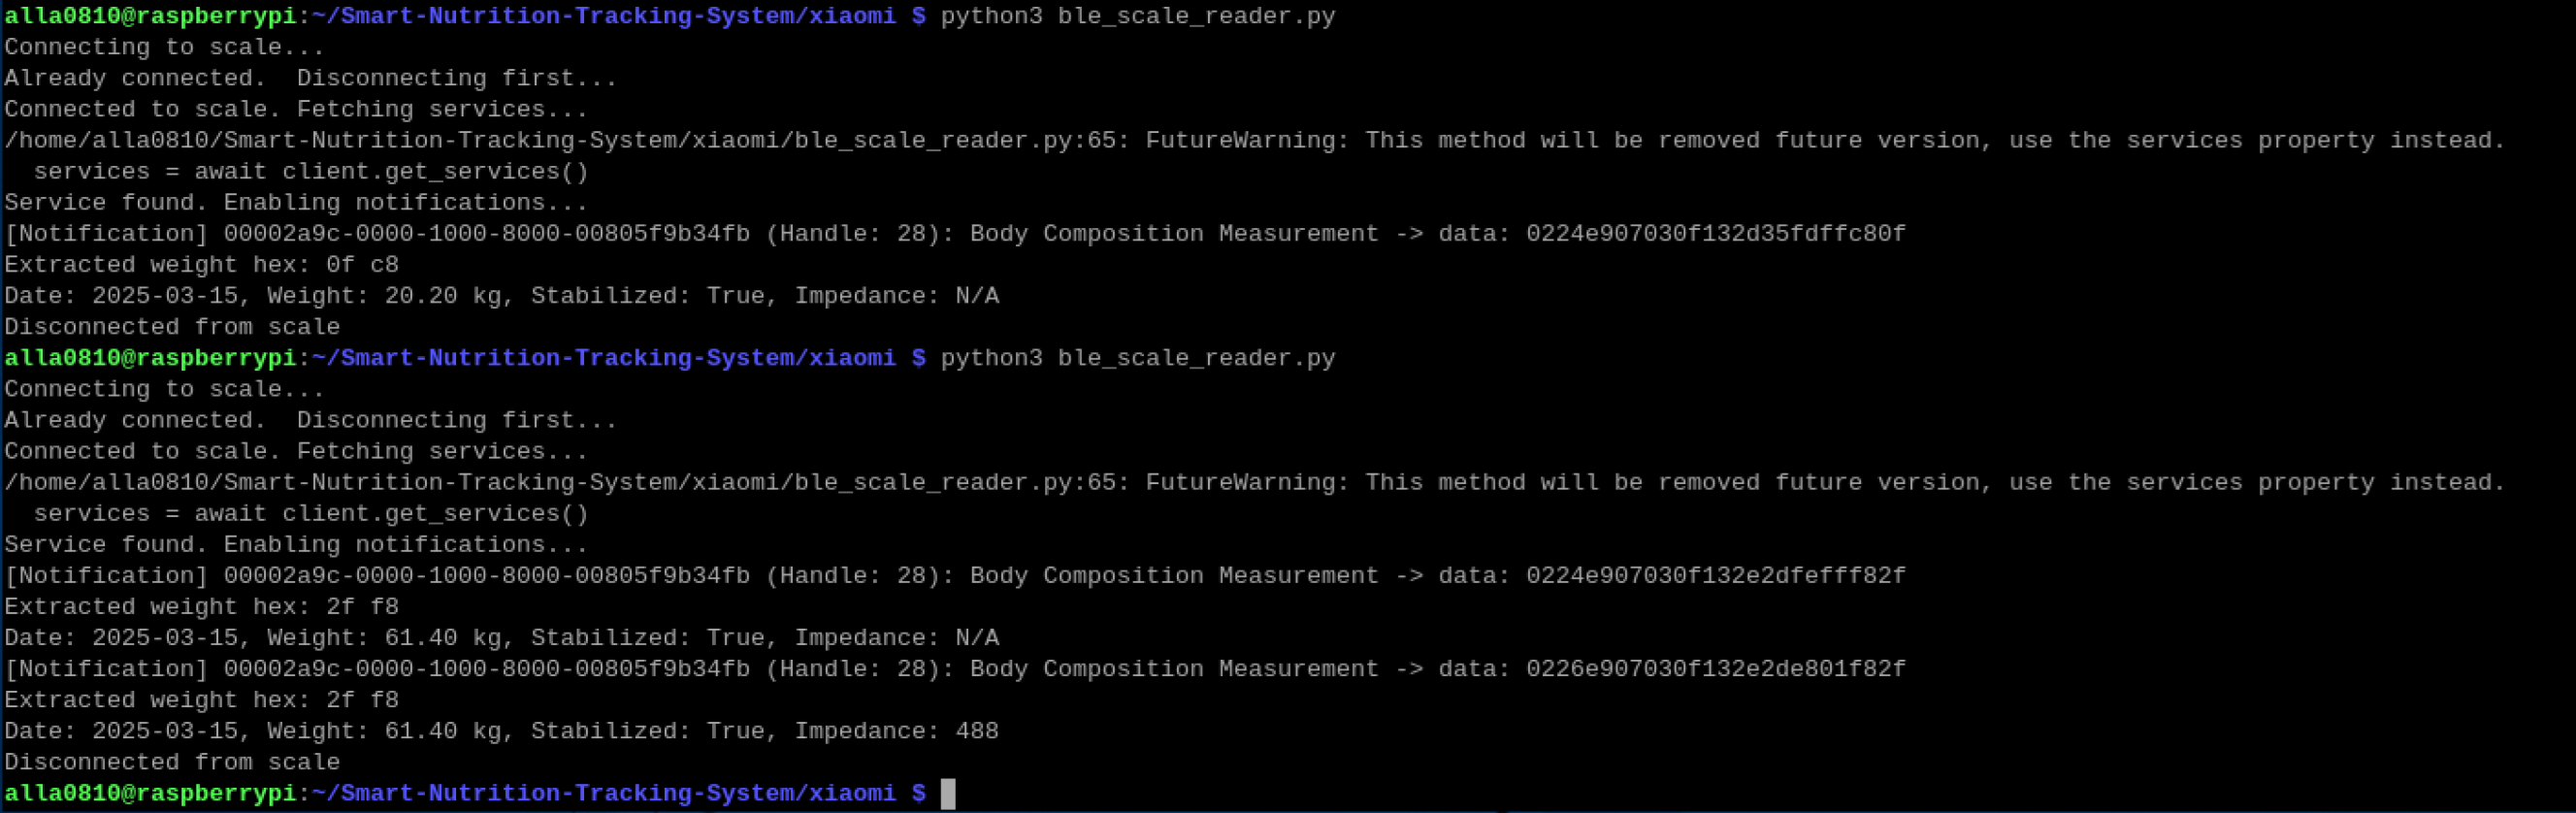 alla0810@raspberrypi:~/Smart-Nutrition-Tracking-System/xiaomi $ python3 ble_scale_reader.py
Connecting to scale...
Already connected.  Disconnecting first...
Connected to scale. Fetching services...
/home/alla0810/Smart-Nutrition-Tracking-System/xiaomi/ble_scale_reader.py:65: FutureWarning: This method will be removed future version, use the services property instead.
  services = await client.get_services()
Service found. Enabling notifications...
[Notification] 00002a9c-0000-1000-8000-00805f9b34fb (Handle: 28): Body Composition Measurement -> data: 0224e907030f132d35fdffc80f
Extracted weight hex: 0f c8
Date: 2025-03-15, Weight: 20.20 kg, Stabilized: True, Impedance: N/A
Disconnected from scale
alla0810@raspberrypi:~/Smart-Nutrition-Tracking-System/xiaomi $ python3 ble_scale_reader.py
Connecting to scale...
Already connected.  Disconnecting first...
Connected to scale. Fetching services...
/home/alla0810/Smart-Nutrition-Tracking-System/xiaomi/ble_scale_reader.py:65: FutureWarning: This method will be removed future version, use the services property instead.
  services = await client.get_services()
Service found. Enabling notifications...
[Notification] 00002a9c-0000-1000-8000-00805f9b34fb (Handle: 28): Body Composition Measurement -> data: 0224e907030f132e2dfefff82f
Extracted weight hex: 2f f8
Date: 2025-03-15, Weight: 61.40 kg, Stabilized: True, Impedance: N/A
[Notification] 00002a9c-0000-1000-8000-00805f9b34fb (Handle: 28): Body Composition Measurement -> data: 0226e907030f132e2de801f82f
Extracted weight hex: 2f f8
Date: 2025-03-15, Weight: 61.40 kg, Stabilized: True, Impedance: 488
Disconnected from scale
alla0810@raspberrypi:~/Smart-Nutrition-Tracking-System/xiaomi $